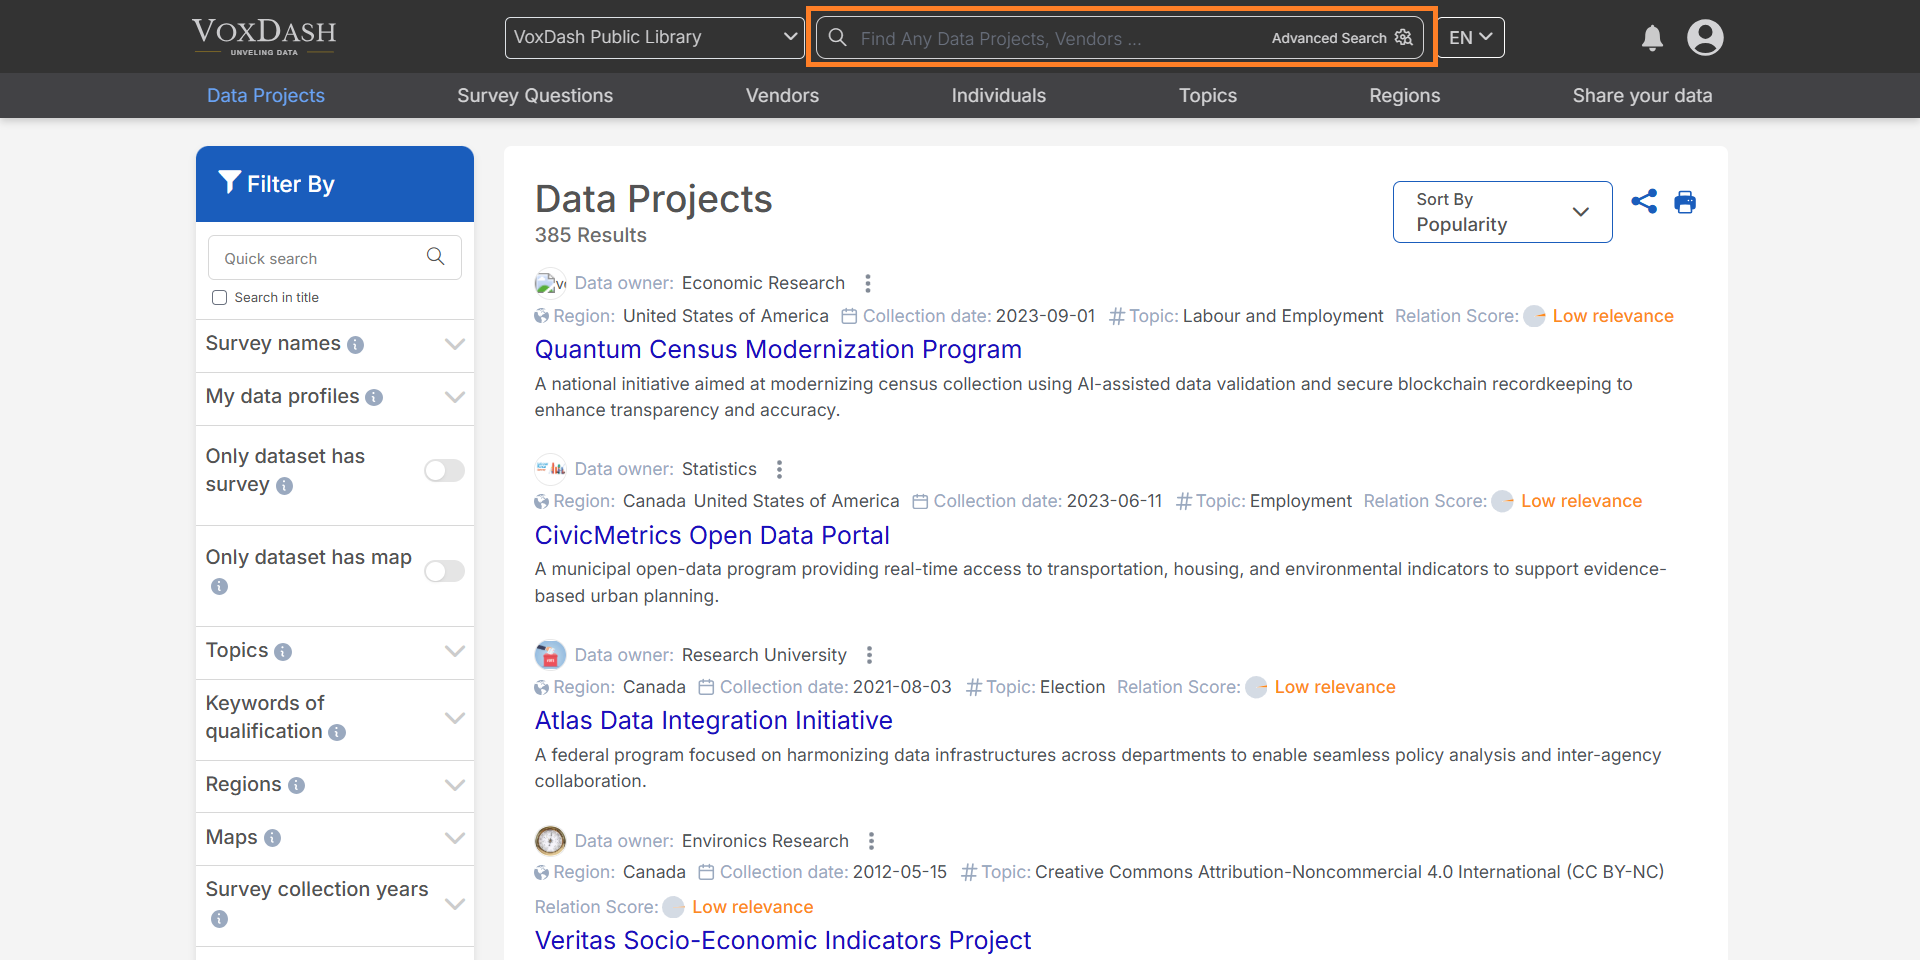 VOXDASH
UNVELING DATA
VoxDash Public Library
Find Any Data Projects, Vendors ...
Advanced Search
EN
Data Projects
Survey Questions
Vendors
Individuals
Topics
Regions
Share your data
Filter By
Quick search
Search in title
Survey names
My data profiles
Only dataset has
survey
Only dataset has map
Topics
Keywords of
qualification
Regions
Maps
Survey collection years
Data Projects
385 Results
Sort By
Popularity
Data owner: Economic Research
Region: United States of America Collection date: 2023-09-01 # Topic: Labour and Employment Relation Score: Low relevance
Quantum Census Modernization Program
A national initiative aimed at modernizing census collection using AI-assisted data validation and secure blockchain recordkeeping to
enhance transparency and accuracy.
Data owner: Statistics
Region: Canada United States of America Collection date: 2023-06-11 # Topic: Employment Relation Score: Low relevance
CivicMetrics Open Data Portal
A municipal open-data program providing real-time access to transportation, housing, and environmental indicators to support evidence-
based urban planning.
Data owner: Research University
Region: Canada Collection date: 2021-08-03 # Topic: Election Relation Score: Low relevance
Atlas Data Integration Initiative
A federal program focused on harmonizing data infrastructures across departments to enable seamless policy analysis and inter-agency
collaboration.
Data owner: Environics Research
Region: Canada Collection date: 2012-05-15 # Topic: Creative Commons Attribution-Noncommercial 4.0 International (CC BY-NC)
Relation Score: Low relevance
Veritas Socio-Economic Indicators Project